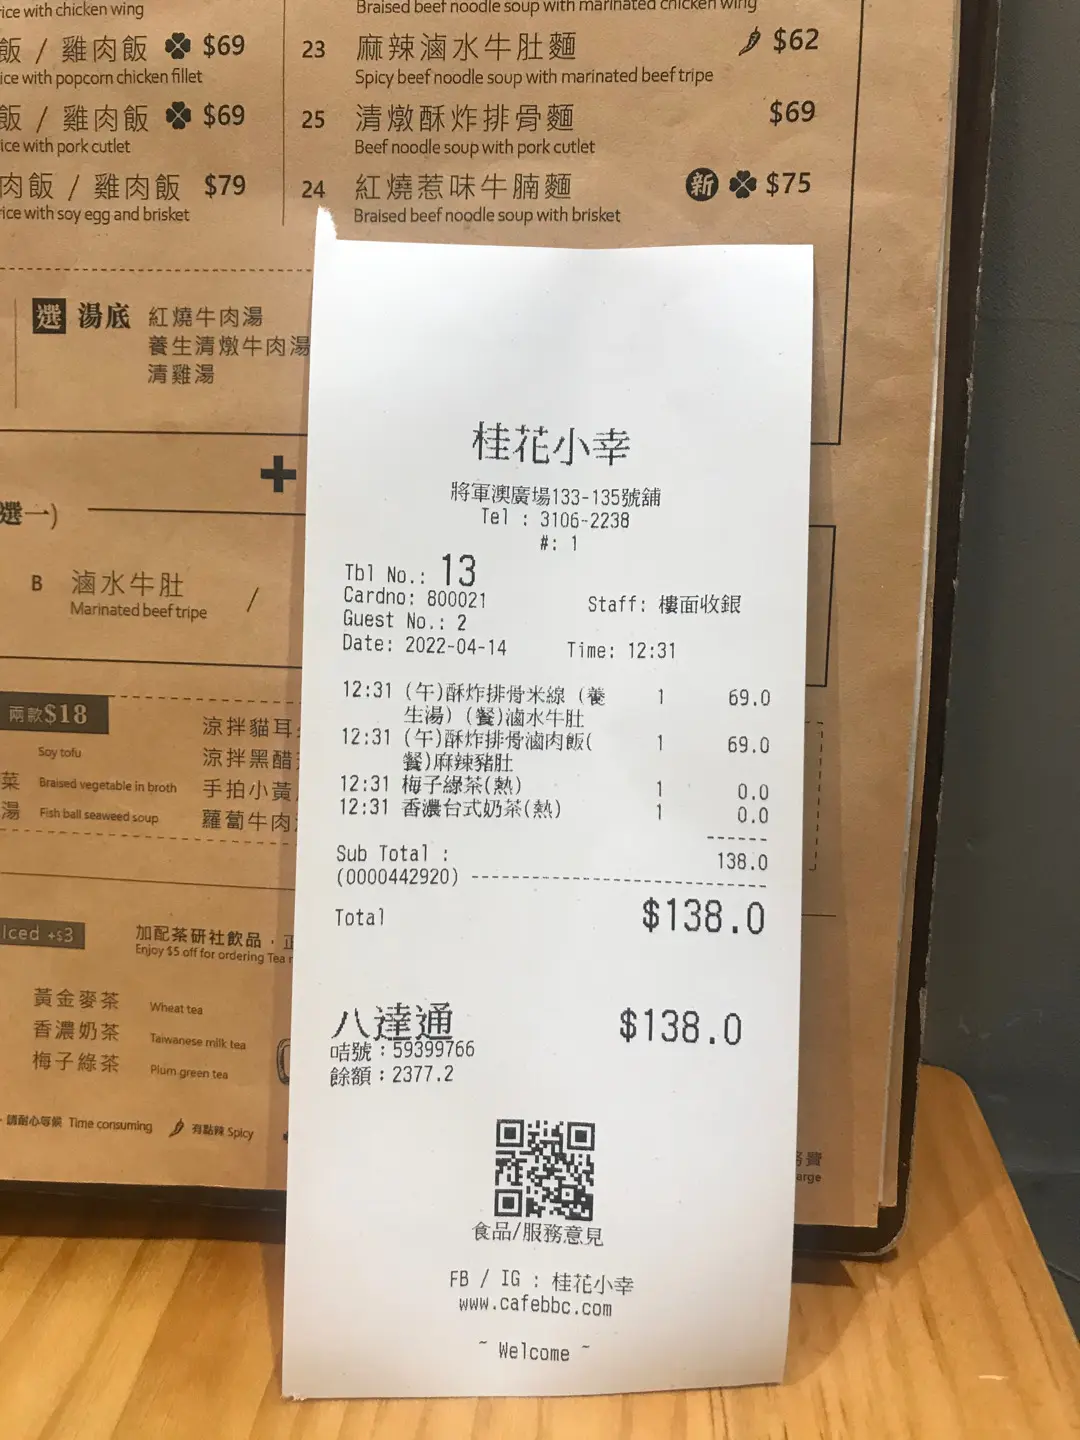 ice with chicken wing
飯 / 雞肉飯 $69
ice with popcorn chicken fillet
飯 / 雞肉飯 $69
ice with pork cutlet
肉飯 / 雞肉飯 $79
ice with soy egg and brisket
Braised beef noodle soup with marinated chicken wing
23 麻辣滷水牛肚麵 $62
Spicy beef noodle soup with marinated beef tripe
25 清燉酥炸排骨麵 $69
Beef noodle soup with pork cutlet
24 紅燒惹味牛腩麵 新 $75
Braised beef noodle soup with brisket
選 湯底 紅燒牛肉湯
養生清燉牛肉湯
清雞湯
+
選一)
B 滷水牛肚 /
Marinated beef tripe
兩款$18
涼拌貓耳
Soy tofu
涼拌黑醋
菜 Braised vegetable in broth
手拍小黃
湯 Fish ball seaweed soup
蘿蔔牛肉
Iced +$3
加配茶研社飲品，正
Enjoy $5 off for ordering Tea
黃金麥茶 Wheat tea
香濃奶茶 Taiwanese milk tea
梅子綠茶 Plum green tea
請耐心等候 Time consuming 有點辣 Spicy
務費
arge
桂花小幸
將軍澳廣場133-135號舖
Tel : 3106-2238
#: 1
Tbl No.: 13
Cardno: 800021 Staff: 樓面收銀
Guest No.: 2
Date: 2022-04-14 Time: 12:31
12:31 (午)酥炸排骨米線 (養 1 69.0
生湯) (餐)滷水牛肚
12:31 (午)酥炸排骨滷肉飯( 1 69.0
餐)麻辣豬肚
12:31 梅子綠茶(熱) 1 0.0
12:31 香濃台式奶茶(熱) 1 0.0
------
Sub Total : 138.0
(0000442920) ------------------------------
Total $138.0
八達通 $138.0
咭號：59399766
餘額：2377.2
食品/服務意見
FB / IG : 桂花小幸
www.cafebbc.com
~ Welcome ~